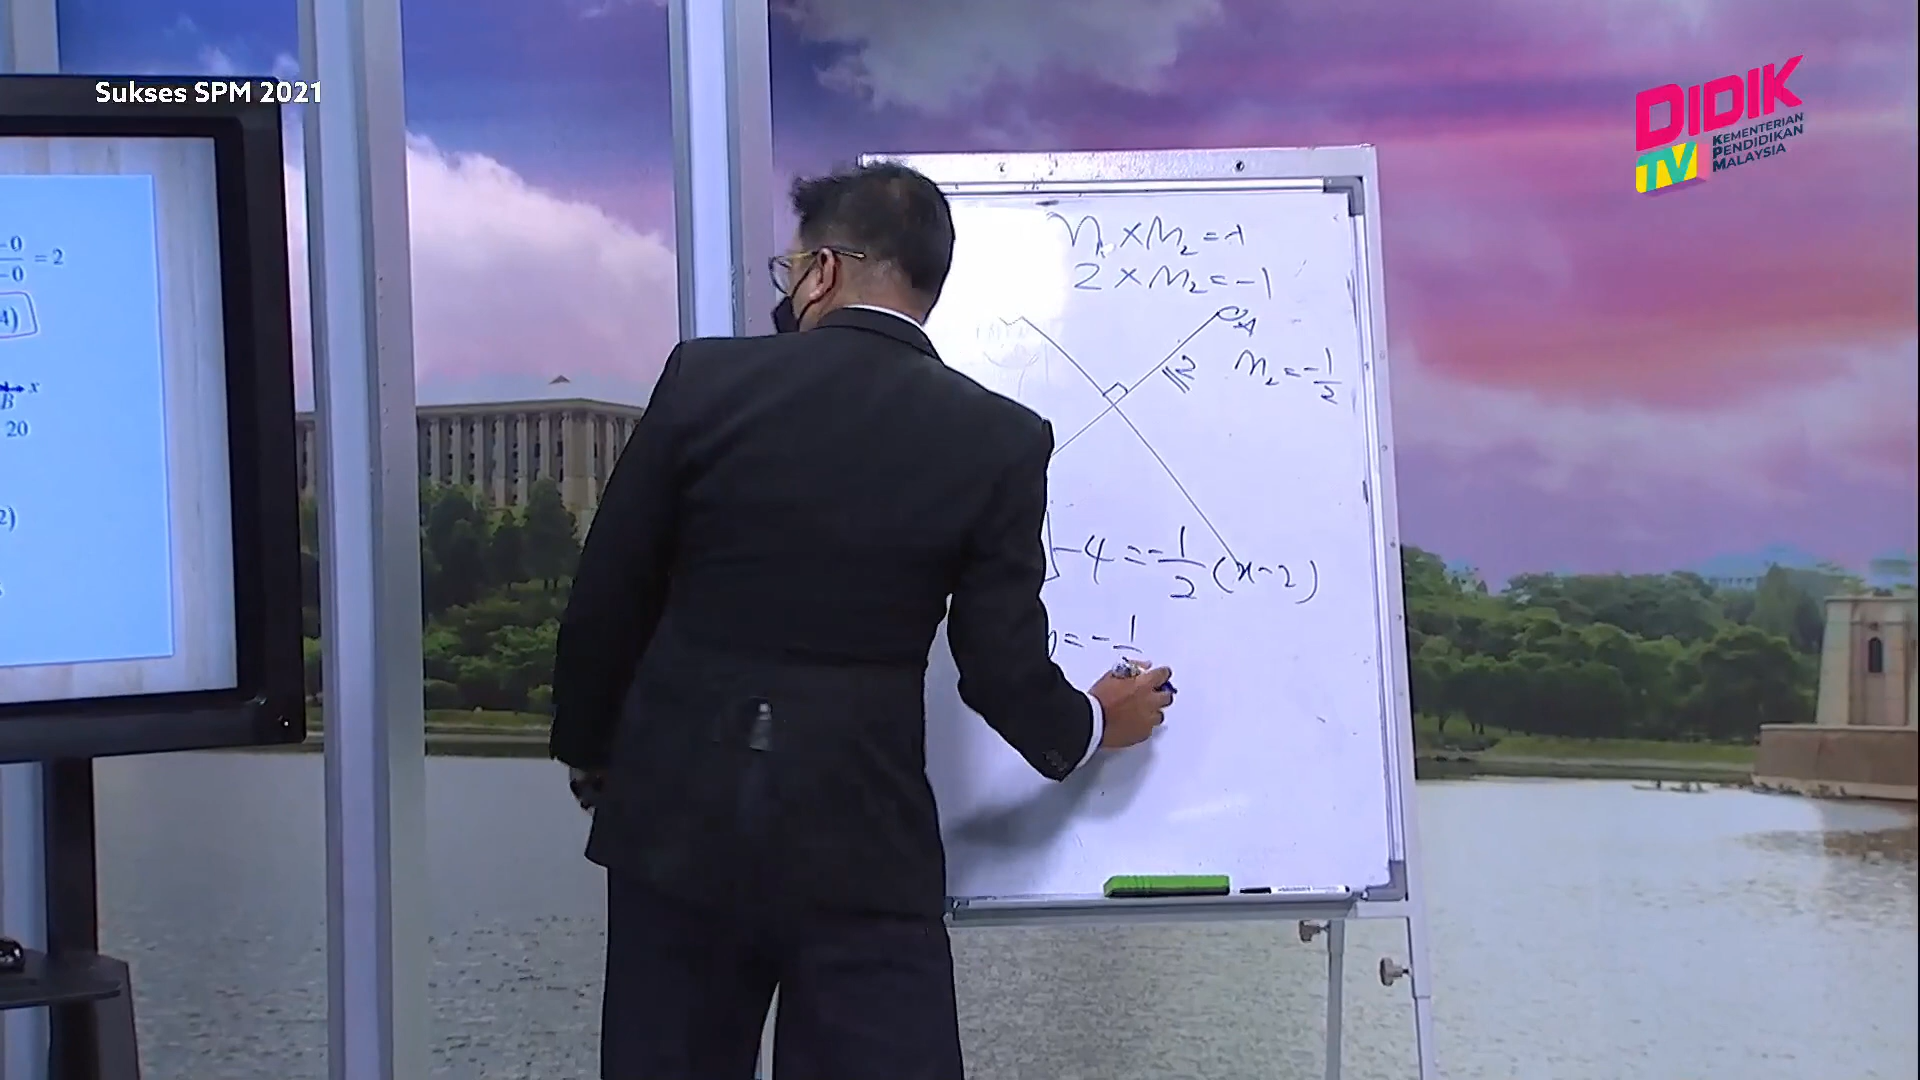 Sukses SPM 2021
DIDIK
TV
KEMENTERIAN
PENDIDIKAN
MALAYSIA
-0
-0
= 2
4)
x
B
20
2)
M₁ × M₂ = -1
2 × M₂ = -1
A
2
M₂ = -1/2
y - 4 = -1/2 (x - 2)
y = -1